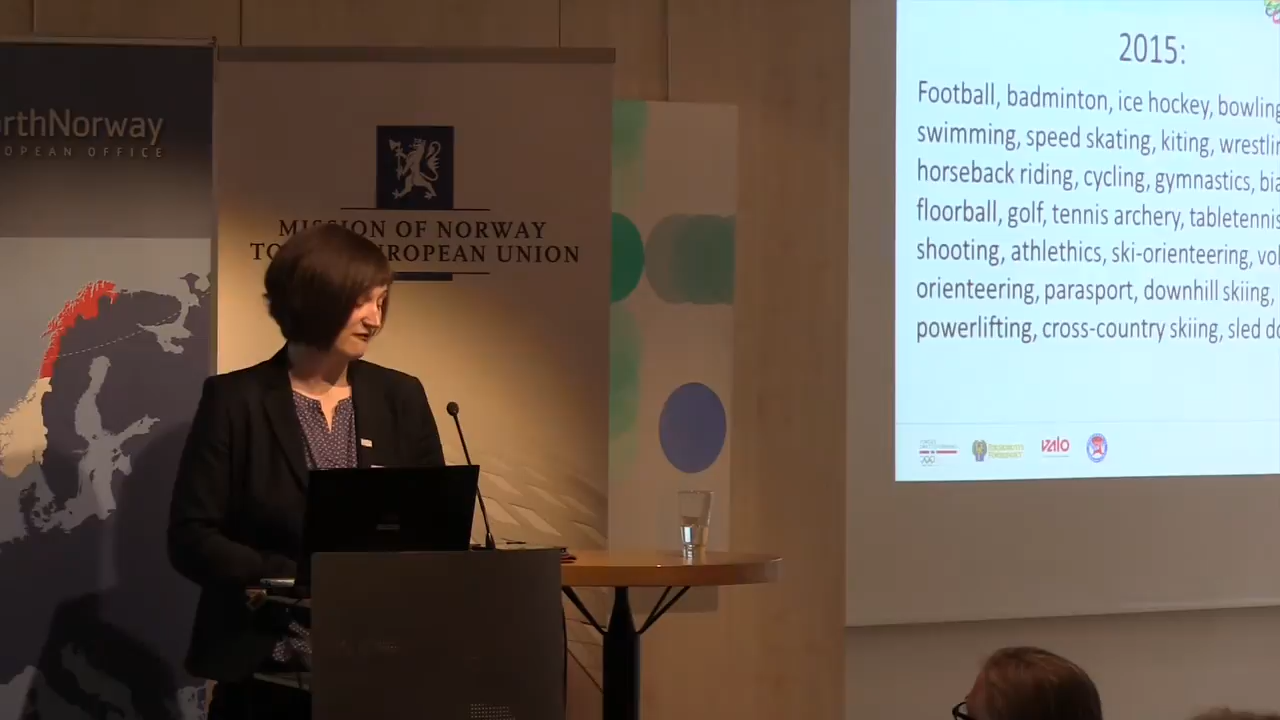 rthNorway
OPEAN OFFICE
MISSION OF NORWAY
TO EUROPEAN UNION
2015:
Football, badminton, ice hockey, bowling
swimming, speed skating, kiting, wrestlin
horseback riding, cycling, gymnastics, bia
floorball, golf, tennis archery, tabletennis
shooting, athlethics, ski-orienteering, vol
orienteering, parasport, downhill skiing,
powerlifting, cross-country skiing, sled do
VALO